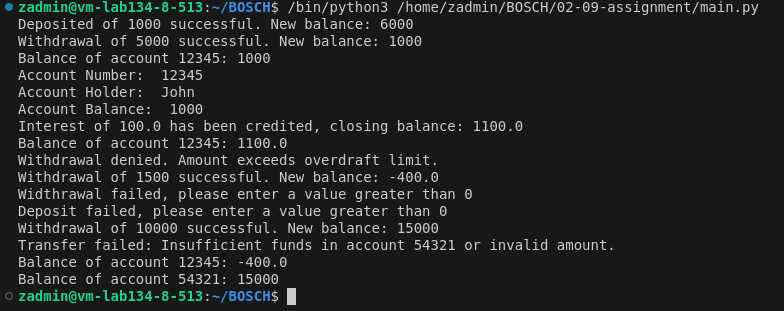 zadmin@vm-lab134-8-513:~/BOSCH$ /bin/python3 /home/zadmin/BOSCH/02-09-assignment/main.py
Deposited of 1000 successful. New balance: 6000
Withdrawal of 5000 successful. New balance: 1000
Balance of account 12345: 1000
Account Number:  12345
Account Holder:  John
Account Balance:  1000
Interest of 100.0 has been credited, closing balance: 1100.0
Balance of account 12345: 1100.0
Withdrawal denied. Amount exceeds overdraft limit.
Withdrawal of 1500 successful. New balance: -400.0
Widthrawal failed, please enter a value greater than 0
Deposit failed, please enter a value greater than 0
Withdrawal of 10000 successful. New balance: 15000
Transfer failed: Insufficient funds in account 54321 or invalid amount.
Balance of account 12345: -400.0
Balance of account 54321: 15000
zadmin@vm-lab134-8-513:~/BOSCH$